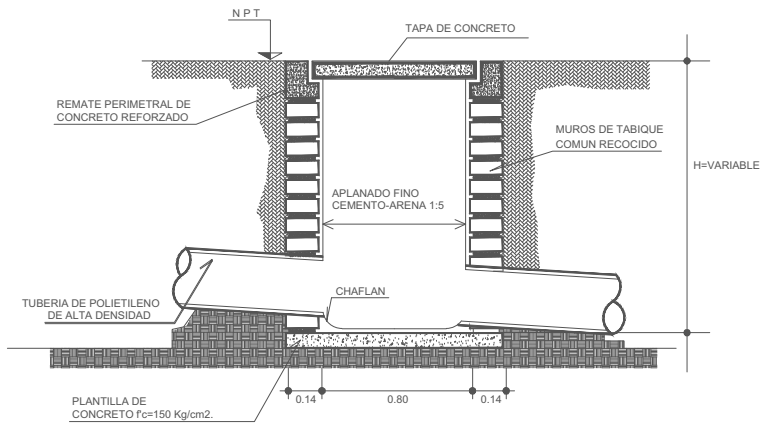 N P T
TAPA DE CONCRETO
REMATE PERIMETRAL DE
CONCRETO REFORZADO
MUROS DE TABIQUE
COMUN RECOCIDO
H=VARIABLE
APLANADO FINO
CEMENTO-ARENA 1:5
CHAFLAN
TUBERIA DE POLIETILENO
DE ALTA DENSIDAD
PLANTILLA DE
CONCRETO f'c=150 Kg/cm2.
0.14
0.80
0.14